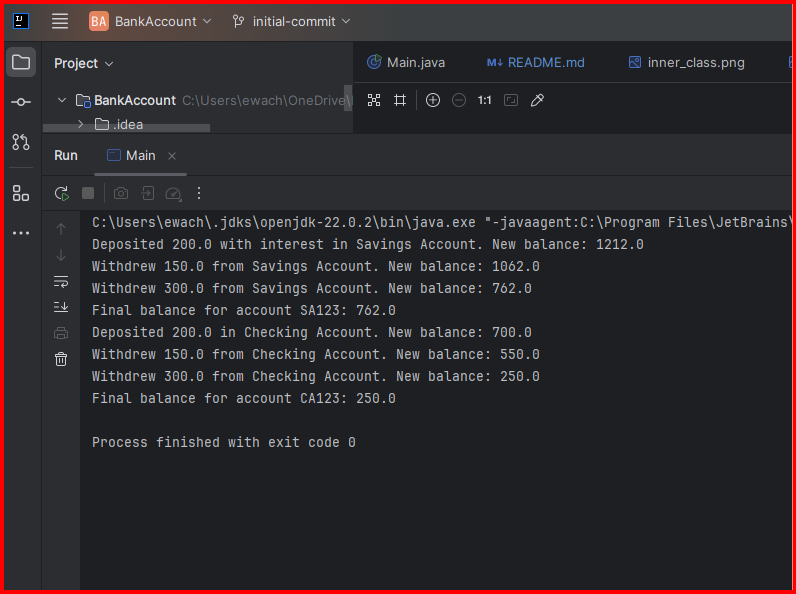 BA BankAccount initial-commit
Project
Main.java M↓ README.md inner_class.png
BankAccount C:\Users\ewach\OneDrive\
.idea
1:1
Run Main
C:\Users\ewach\.jdks\openjdk-22.0.2\bin\java.exe "-javaagent:C:\Program Files\JetBrains\
Deposited 200.0 with interest in Savings Account. New balance: 1212.0
Withdrew 150.0 from Savings Account. New balance: 1062.0
Withdrew 300.0 from Savings Account. New balance: 762.0
Final balance for account SA123: 762.0
Deposited 200.0 in Checking Account. New balance: 700.0
Withdrew 150.0 from Checking Account. New balance: 550.0
Withdrew 300.0 from Checking Account. New balance: 250.0
Final balance for account CA123: 250.0
Process finished with exit code 0